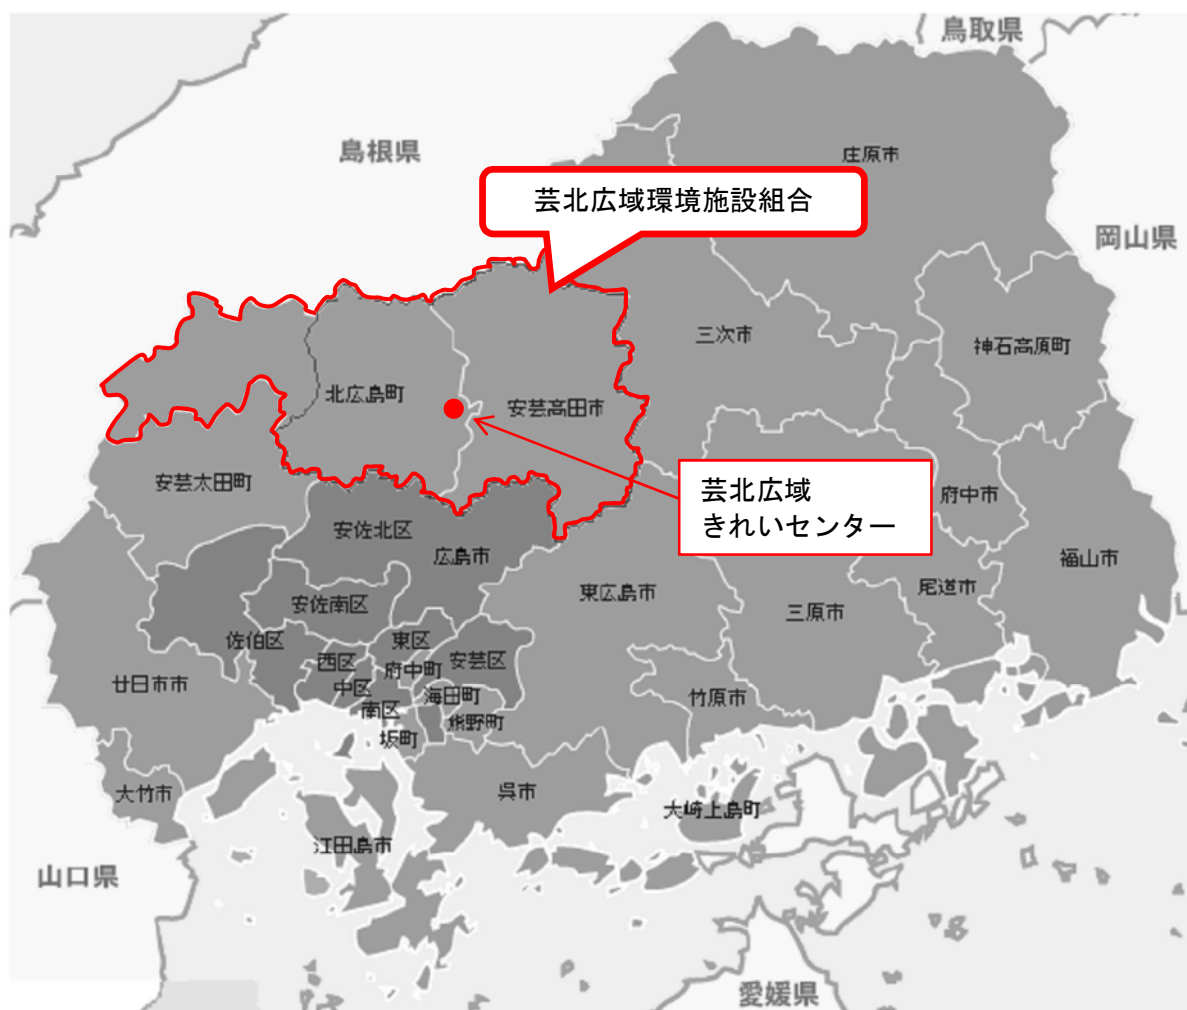 鳥取県
島根県
庄原市
芸北広域環境施設組合
岡山県
三次市
神石高原町
北広島町
安芸高田市
安芸太田町
芸北広域
きれいセンター
府中市
安佐北区
広島市
福山市
東広島市
尾道市
安佐南区
三原市
佐伯区
東区
西区
安芸区
府中町
廿日市市
中区
海田町
竹原市
南区
熊野町
坂町
大竹市
呉市
大崎上島町
江田島市
山口県
愛媛県